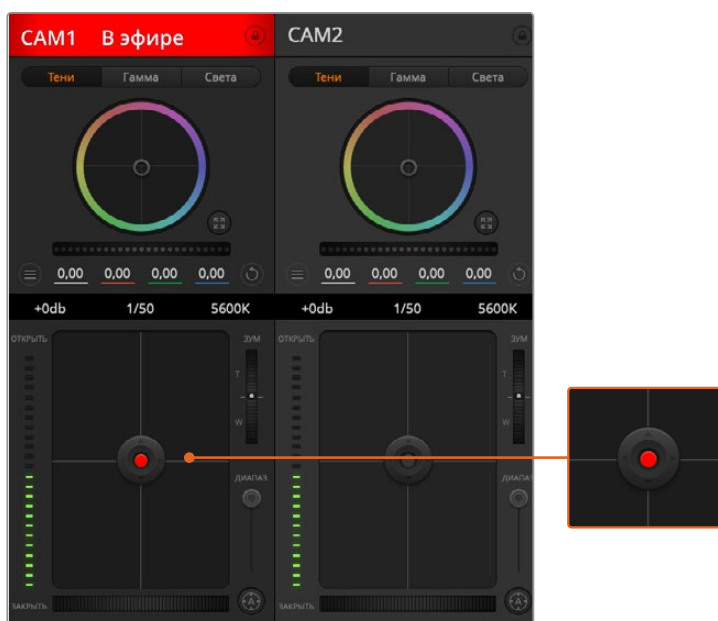 CAM1 В эфире
CAM2
Тени Гамма Света
Тени Гамма Света
0,00 0,00 0,00 0,00
0,00 0,00 0,00 0,00
+0db 1/50 5600K
+0db 1/50 5600K
ОТКРЫТЬ ЗУМ
ОТКРЫТЬ ЗУМ
T
T
W
W
ДИАПАЗ.
ДИАПАЗ
ЗАКРЫТЬ A
ЗАКРЫТЬ A